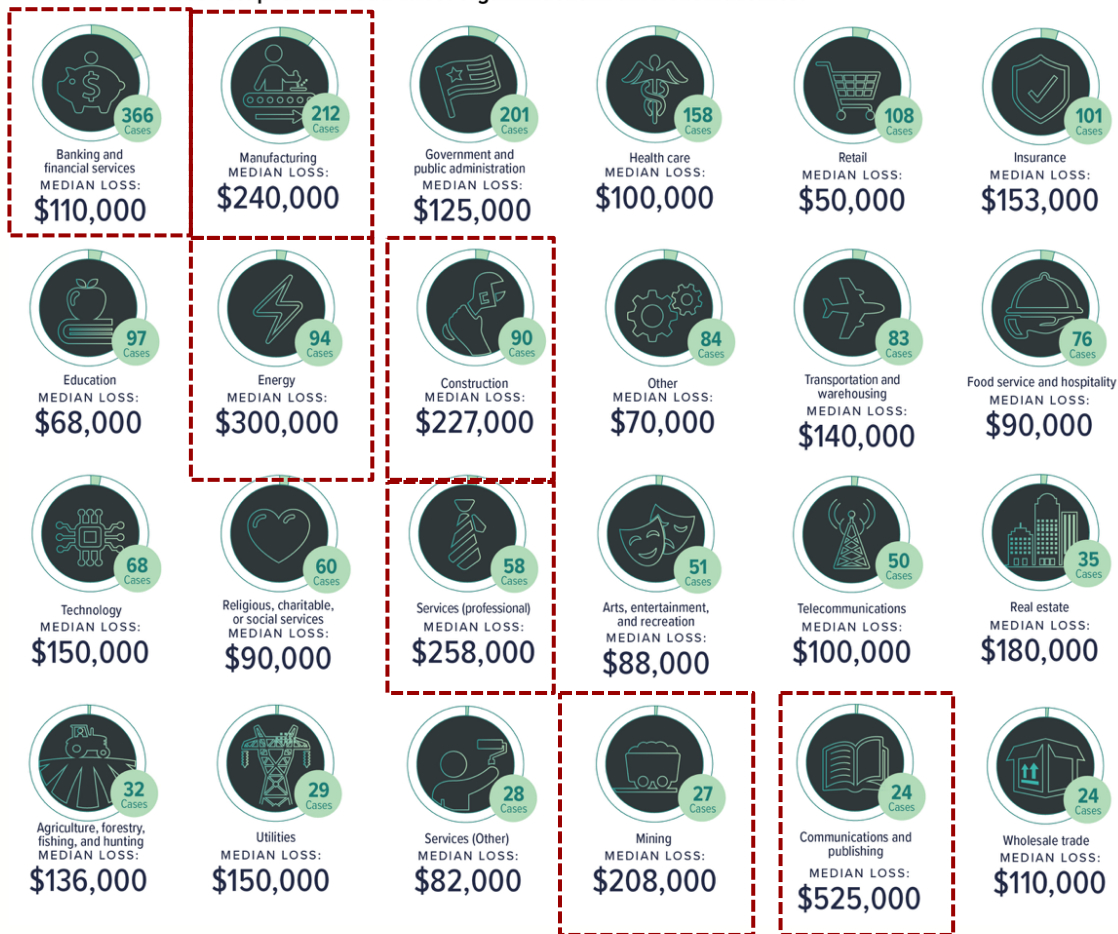 366
Cases
Banking and
financial services
MEDIAN LOSS:
$110,000
212
Cases
Manufacturing
MEDIAN LOSS:
$240,000
201
Cases
Government and
public administration
MEDIAN LOSS:
$125,000
158
Cases
Health care
MEDIAN LOSS:
$100,000
108
Cases
Retail
MEDIAN LOSS:
$50,000
101
Cases
Insurance
MEDIAN LOSS:
$153,000
97
Cases
Education
MEDIAN LOSS:
$68,000
94
Cases
Energy
MEDIAN LOSS:
$300,000
90
Cases
Construction
MEDIAN LOSS:
$227,000
84
Cases
Other
MEDIAN LOSS:
$70,000
83
Cases
Transportation and
warehousing
MEDIAN LOSS:
$140,000
76
Cases
Food service and hospitality
MEDIAN LOSS:
$90,000
68
Cases
Technology
MEDIAN LOSS:
$150,000
60
Cases
Religious, charitable,
or social services
MEDIAN LOSS:
$90,000
58
Cases
Services (professional)
MEDIAN LOSS:
$258,000
51
Cases
Arts, entertainment,
and recreation
MEDIAN LOSS:
$88,000
50
Cases
Telecommunications
MEDIAN LOSS:
$100,000
35
Cases
Real estate
MEDIAN LOSS:
$180,000
32
Cases
Agriculture, forestry,
fishing, and hunting
MEDIAN LOSS:
$136,000
29
Cases
Utilities
MEDIAN LOSS:
$150,000
28
Cases
Services (Other)
MEDIAN LOSS:
$82,000
27
Cases
Mining
MEDIAN LOSS:
$208,000
24
Cases
Communications and
publishing
MEDIAN LOSS:
$525,000
24
Cases
Wholesale trade
MEDIAN LOSS:
$110,000